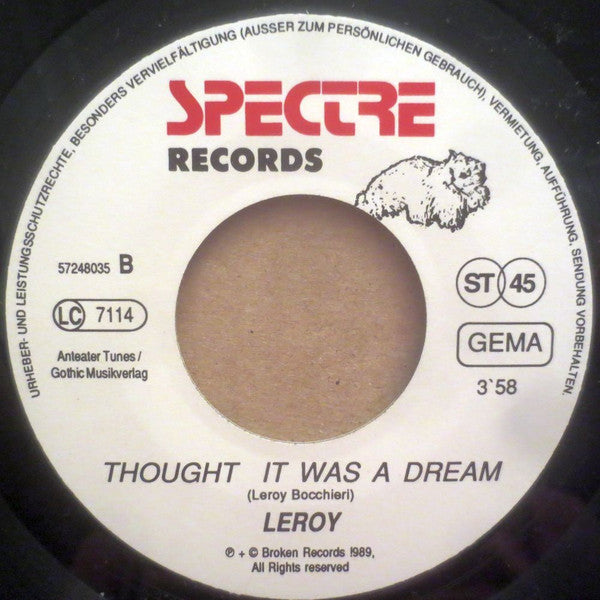 URHEBER- UND LEISTUNGSSCHUTZRECHTE, BESONDERS VERVIELFÄLTIGUNG (AUSSER ZUM PERSÖNLICHEN GEBRAUCH), VERMIETUNG, AUFFÜHRUNG, SENDUNG VORBEHALTEN.
SPECTRE
RECORDS
57248035 B
LC 7114
Anteater Tunes/
Gothic Musikverlag
ST 45
GEMA
3`58
THOUGHT IT WAS A DREAM
(Leroy Bocchieri)
LEROY
℗ + © Broken Records 1989,
All Rights reserved